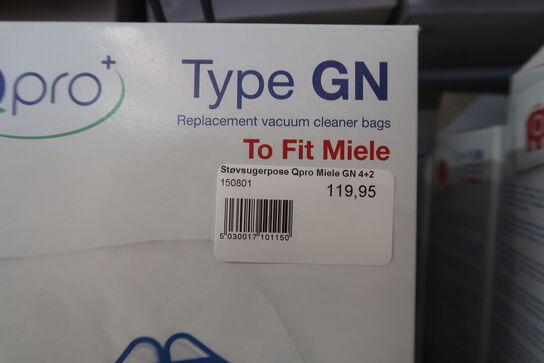 Qpro+
Type GN
Replacement vacuum cleaner bags
To Fit Miele
Støvsugerpose Qpro Miele GN 4+2
150801
119,95
5 030017 101150